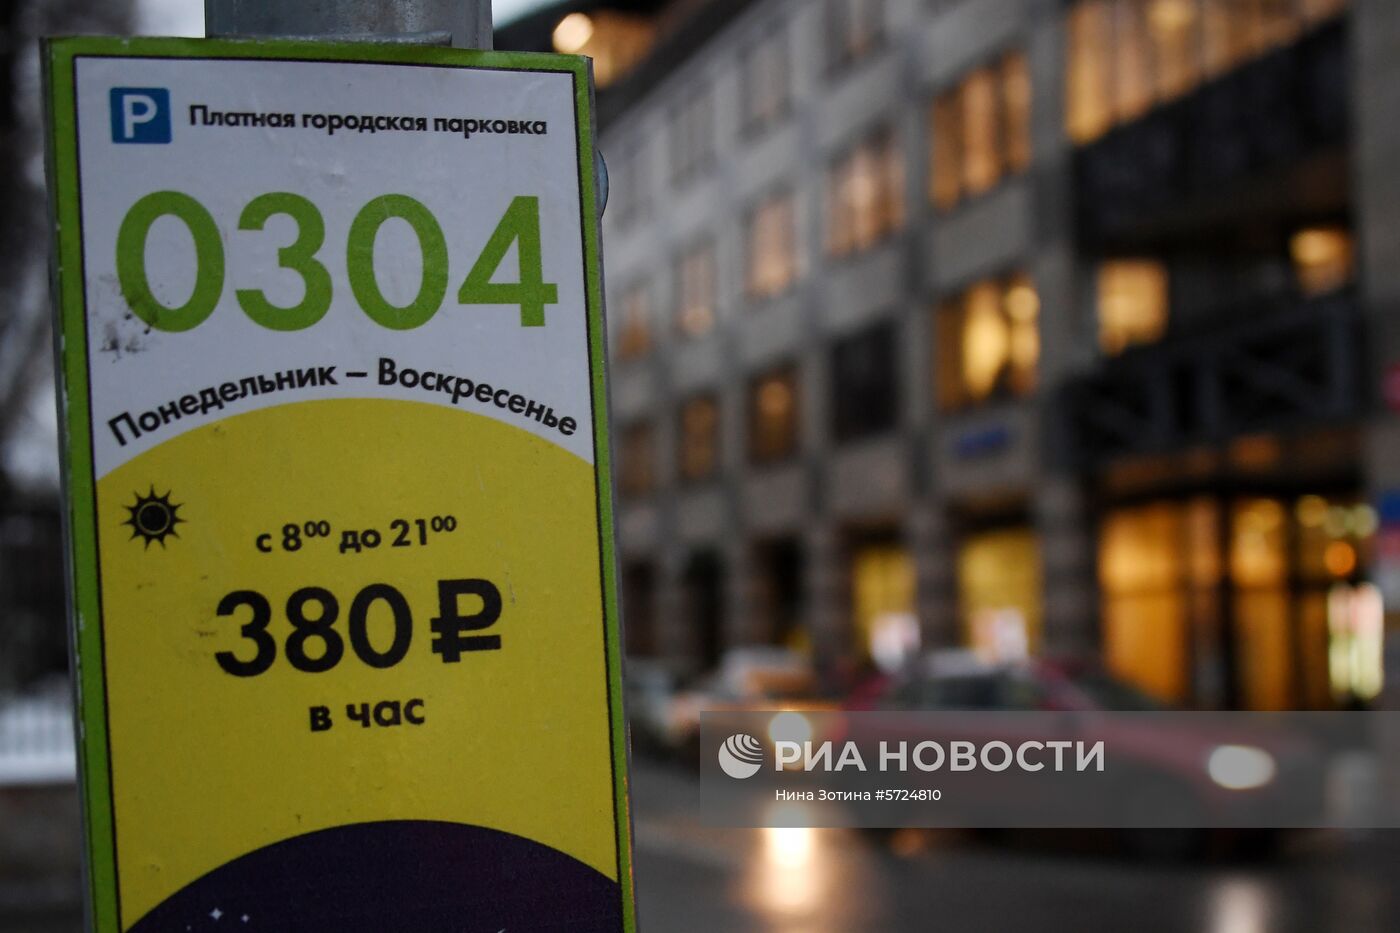 P Платная городская парковка
0304
Понедельник – Воскресенье
с 8⁰⁰ до 21⁰⁰
380 ₽
в час
РИА НОВОСТИ
Нина Зотина #5724810